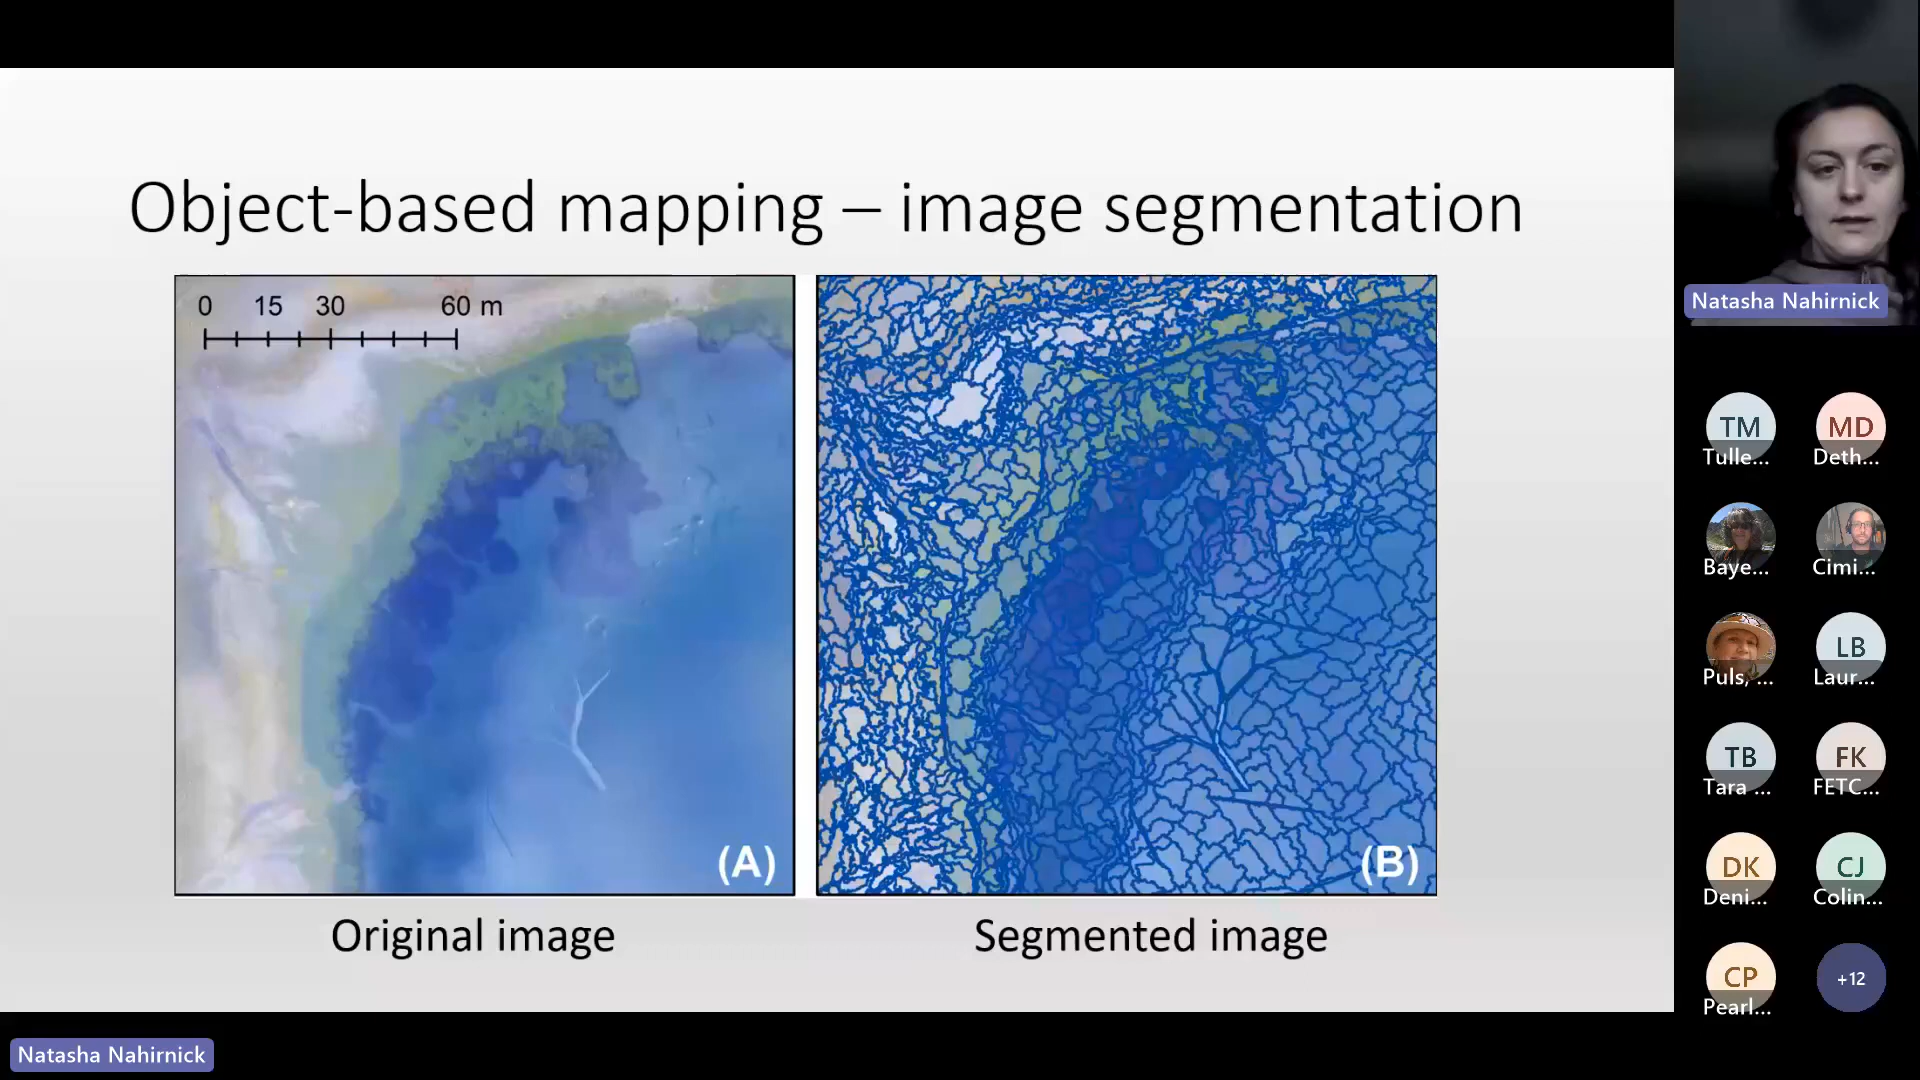 Object-based mapping – image segmentation
0 15 30 60 m
(A)
(B)
Original image
Segmented image
Natasha Nahirnick
TM
Tulle...
MD
Deth...
Baye...
Cimi...
Puls, ...
LB
Laur...
TB
Tara ...
FK
FETC...
DK
Deni...
CJ
Colin...
CP
Pearl...
+12
Natasha Nahirnick